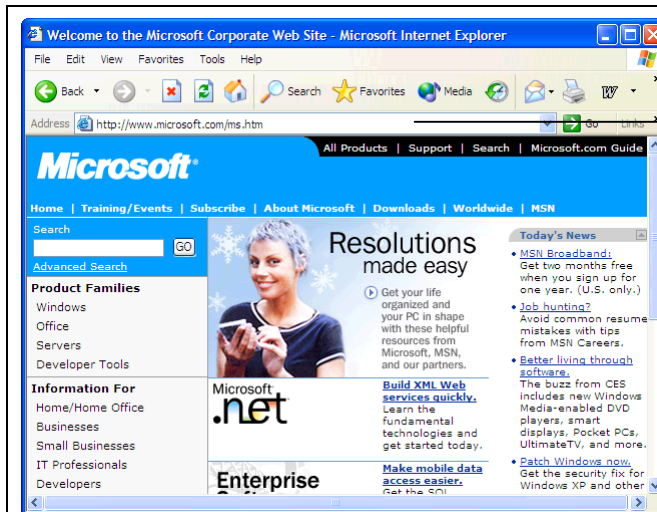 Welcome to the Microsoft Corporate Web Site - Microsoft Internet Explorer
File Edit View Favorites Tools Help
Back Search Favorites Media
Address http://www.microsoft.com/ms.htm Go Links
All Products | Support | Search | Microsoft.com Guide
Microsoft
Home | Training/Events | Subscribe | About Microsoft | Downloads | Worldwide | MSN
Search
GO
Advanced Search
Product Families
Windows
Office
Servers
Developer Tools
Information For
Home/Home Office
Businesses
Small Businesses
IT Professionals
Developers
Resolutions
made easy
Get your life
organized and
your PC in shape
with these helpful
resources from
Microsoft, MSN,
and our partners.
Microsoft
.net
Build XML Web
services quickly.
Learn the
fundamental
technologies and
get started today.
Enterprise
Make mobile data
access easier.
Get the SQL
Today's News
MSN Broadband:
Get two months free
when you sign up for
one year. (U.S. only.)
Job hunting?
Avoid common resume
mistakes with tips
from MSN Careers.
Better living through
software.
The buzz from CES
includes new Windows
Media-enabled DVD
players, smart
displays, Pocket PCs,
UltimateTV, and more.
Patch Windows now.
Get the security fix for
Windows XP and other